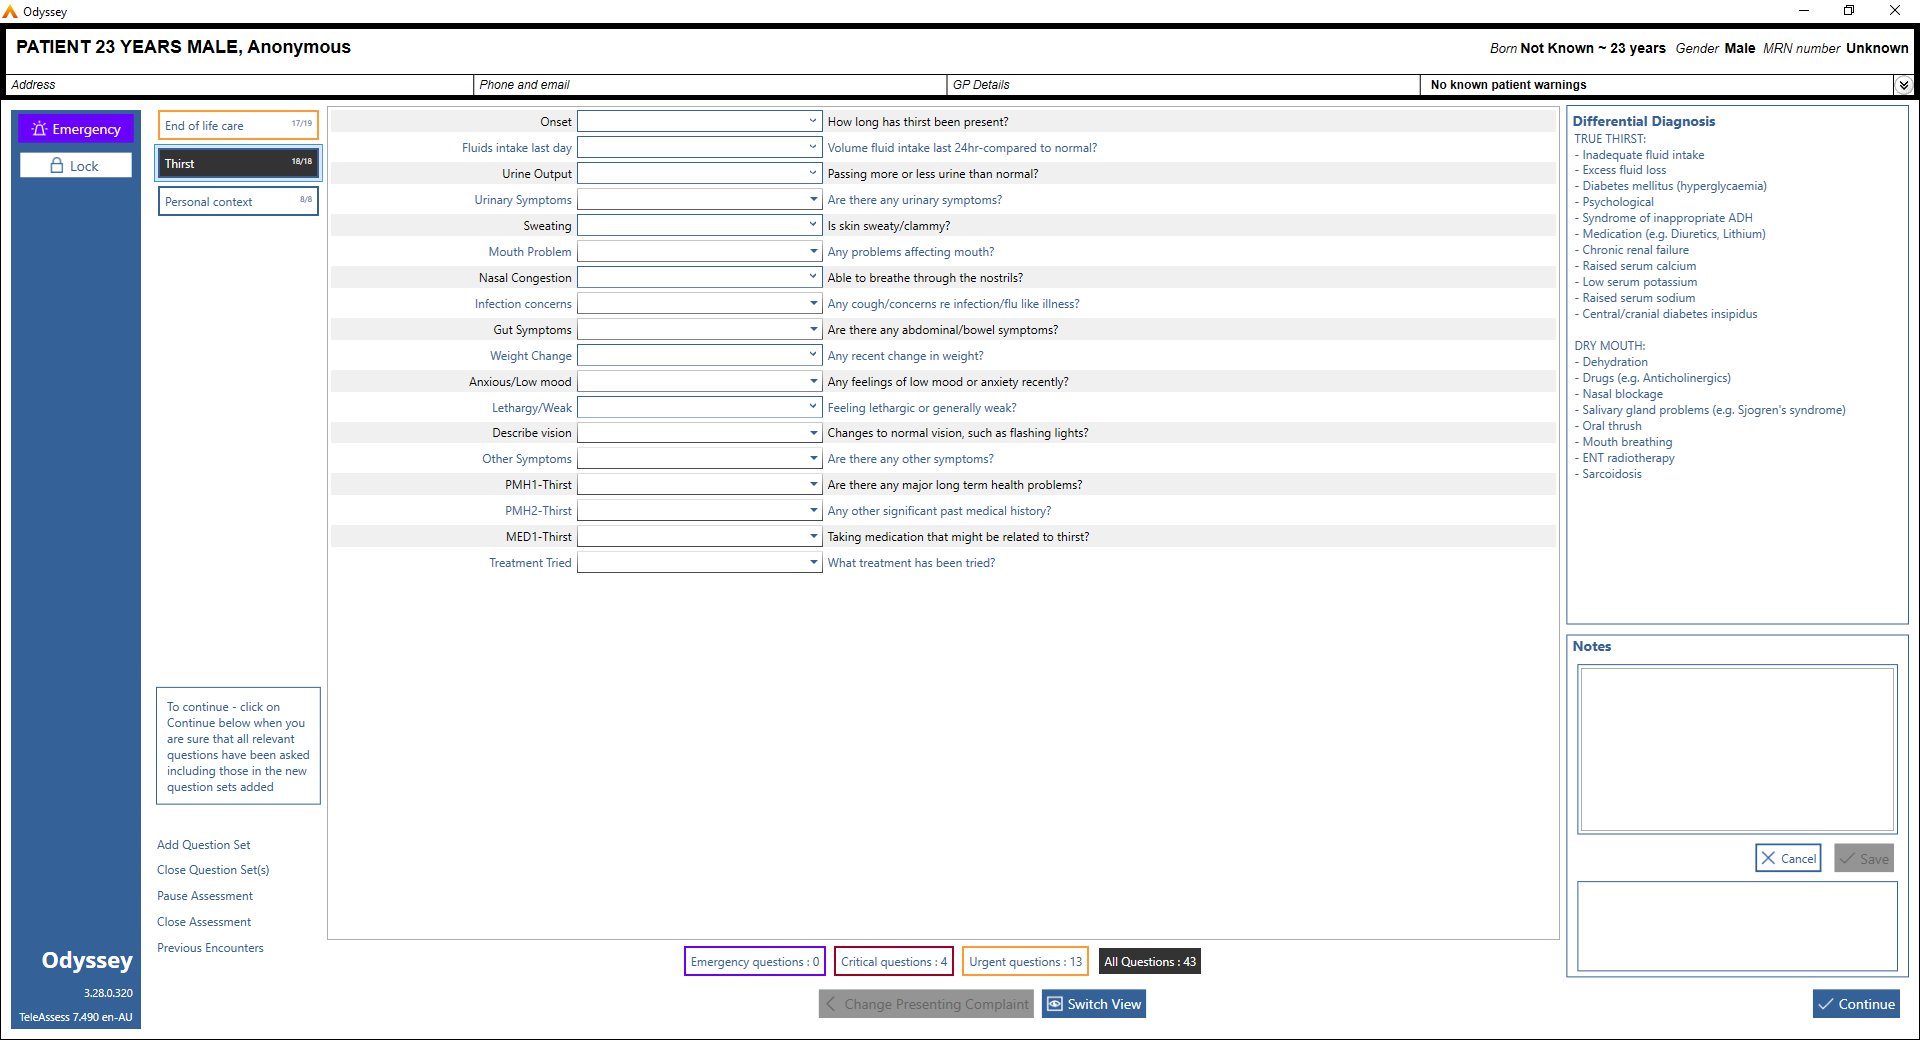 Odyssey
PATIENT 23 YEARS MALE, Anonymous
Born Not Known ~ 23 years Gender Male MRN number Unknown
Address
Phone and email
GP Details
No known patient warnings
Emergency
Lock
End of life care 17/19
Thirst 18/18
Personal context 8/8
Onset How long has thirst been present?
Fluids intake last day Volume fluid intake last 24hr-compared to normal?
Urine Output Passing more or less urine than normal?
Urinary Symptoms Are there any urinary symptoms?
Sweating Is skin sweaty/clammy?
Mouth Problem Any problems affecting mouth?
Nasal Congestion Able to breathe through the nostrils?
Infection concerns Any cough/concerns re infection/flu like illness?
Gut Symptoms Are there any abdominal/bowel symptoms?
Weight Change Any recent change in weight?
Anxious/Low mood Any feelings of low mood or anxiety recently?
Lethargy/Weak Feeling lethargic or generally weak?
Describe vision Changes to normal vision, such as flashing lights?
Other Symptoms Are there any other symptoms?
PMH1-Thirst Are there any major long term health problems?
PMH2-Thirst Any other significant past medical history?
MED1-Thirst Taking medication that might be related to thirst?
Treatment Tried What treatment has been tried?
Differential Diagnosis
TRUE THIRST:
- Inadequate fluid intake
- Excess fluid loss
- Diabetes mellitus (hyperglycaemia)
- Psychological
- Syndrome of inappropriate ADH
- Medication (e.g. Diuretics, Lithium)
- Chronic renal failure
- Raised serum calcium
- Low serum potassium
- Raised serum sodium
- Central/cranial diabetes insipidus
DRY MOUTH:
- Dehydration
- Drugs (e.g. Anticholinergics)
- Nasal blockage
- Salivary gland problems (e.g. Sjogren's syndrome)
- Oral thrush
- Mouth breathing
- ENT radiotherapy
- Sarcoidosis
Notes
Cancel
Save
To continue - click on
Continue below when you
are sure that all relevant
questions have been asked
including those in the new
question sets added
Add Question Set
Close Question Set(s)
Pause Assessment
Close Assessment
Previous Encounters
Odyssey
3.28.0.320
TeleAssess 7.490 en-AU
Emergency questions : 0
Critical questions : 4
Urgent questions : 13
All Questions : 43
Change Presenting Complaint
Switch View
Continue